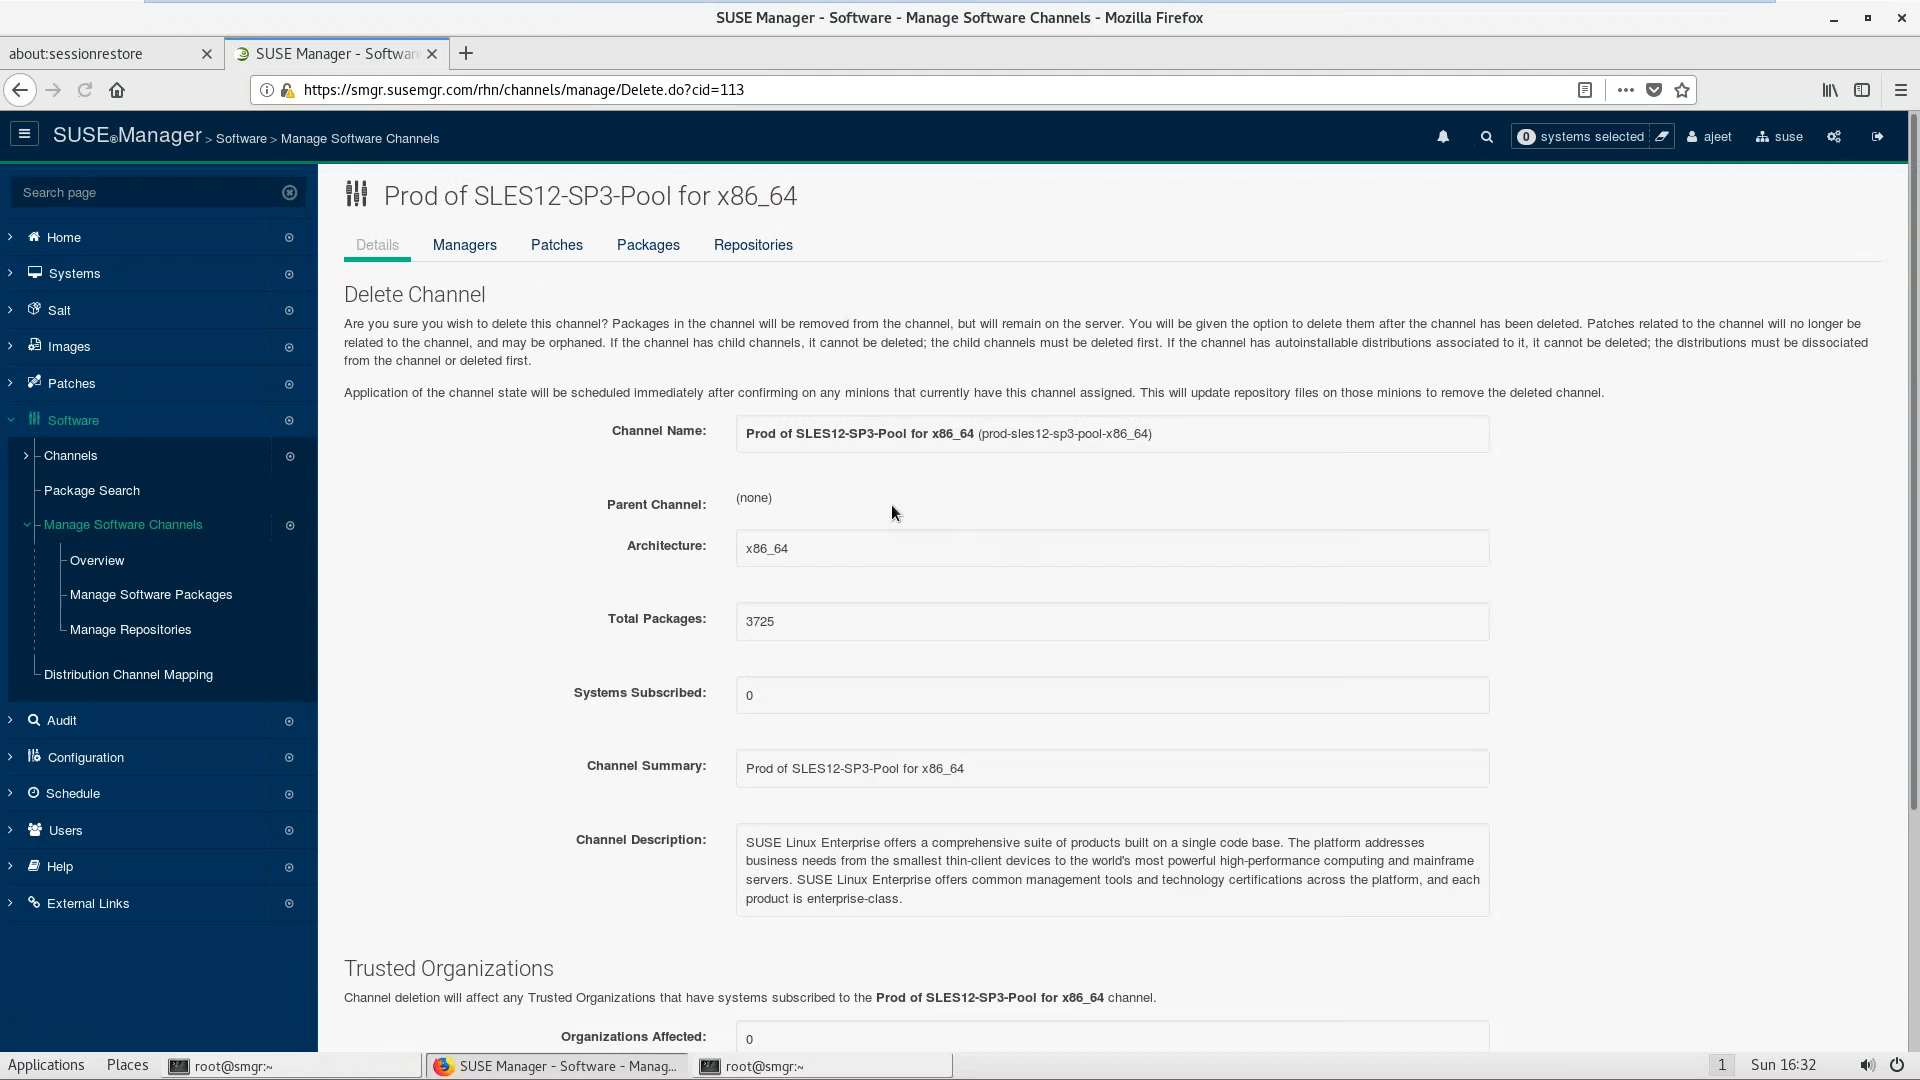 SUSE Manager - Software - Manage Software Channels - Mozilla Firefox
about:sessionrestore
SUSE Manager - Software
https://smgr.susemgr.com/rhn/channels/manage/Delete.do?cid=113
SUSE®Manager > Software > Manage Software Channels
0 systems selected
ajeet
suse
Search page
Home
Systems
Salt
Images
Patches
Software
Channels
Package Search
Manage Software Channels
Overview
Manage Software Packages
Manage Repositories
Distribution Channel Mapping
Audit
Configuration
Schedule
Users
Help
External Links
Prod of SLES12-SP3-Pool for x86_64
Details Managers Patches Packages Repositories
Delete Channel
Are you sure you wish to delete this channel? Packages in the channel will be removed from the channel, but will remain on the server. You will be given the option to delete them after the channel has been deleted. Patches related to the channel will no longer be
related to the channel, and may be orphaned. If the channel has child channels, it cannot be deleted; the child channels must be deleted first. If the channel has autoinstallable distributions associated to it, it cannot be deleted; the distributions must be dissociated
from the channel or deleted first.
Application of the channel state will be scheduled immediately after confirming on any minions that currently have this channel assigned. This will update repository files on those minions to remove the deleted channel.
Channel Name: Prod of SLES12-SP3-Pool for x86_64 (prod-sles12-sp3-pool-x86_64)
Parent Channel: (none)
Architecture: x86_64
Total Packages: 3725
Systems Subscribed: 0
Channel Summary: Prod of SLES12-SP3-Pool for x86_64
Channel Description: SUSE Linux Enterprise offers a comprehensive suite of products built on a single code base. The platform addresses
business needs from the smallest thin-client devices to the world's most powerful high-performance computing and mainframe
servers. SUSE Linux Enterprise offers common management tools and technology certifications across the platform, and each
product is enterprise-class.
Trusted Organizations
Channel deletion will affect any Trusted Organizations that have systems subscribed to the Prod of SLES12-SP3-Pool for x86_64 channel.
Organizations Affected: 0
Applications Places root@smgr:~ SUSE Manager - Software - Manag... root@smgr:~ 1 Sun 16:32